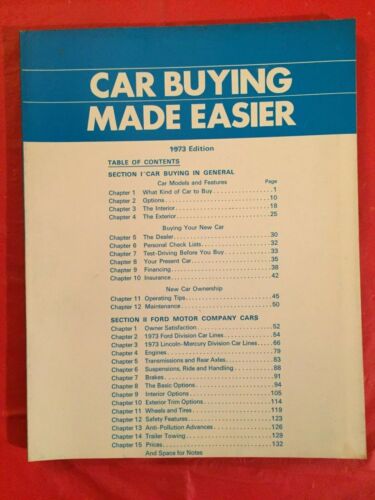 CAR BUYING
MADE EASIER
1973 Edition
TABLE OF CONTENTS
SECTION I CAR BUYING IN GENERAL
Car Models and Features Page
Chapter 1 What Kind of Car to Buy . . . . . . . . . . . . . . . . 1
Chapter 2 Options . . . . . . . . . . . . . . . . 10
Chapter 3 The Interior . . . . . . . . . . . . . . . . 18
Chapter 4 The Exterior . . . . . . . . . . . . . . . . 25
Buying Your New Car
Chapter 5 The Dealer . . . . . . . . . . . . . . . . 30
Chapter 6 Personal Check Lists . . . . . . . . . . . . . . . . 32
Chapter 7 Test-Driving Before You Buy . . . . . . . . . . . . . . . . 33
Chapter 8 Your Present Car . . . . . . . . . . . . . . . . 35
Chapter 9 Financing . . . . . . . . . . . . . . . . 38
Chapter 10 Insurance . . . . . . . . . . . . . . . . 42
New Car Ownership
Chapter 11 Operating Tips . . . . . . . . . . . . . . . . 45
Chapter 12 Maintenance . . . . . . . . . . . . . . . . 50
SECTION II FORD MOTOR COMPANY CARS
Chapter 1 Owner Satisfaction . . . . . . . . . . . . . . . . 52
Chapter 2 1973 Ford Division Car Lines . . . . . . . . . . . . . . . . 54
Chapter 3 1973 Lincoln-Mercury Division Car Lines . . . . . 66
Chapter 4 Engines . . . . . . . . . . . . . . . . 79
Chapter 5 Transmissions and Rear Axles . . . . . . . . . . . . . . . . 83
Chapter 6 Suspensions, Ride and Handling . . . . . . . . . . . . . . . . 88
Chapter 7 Brakes . . . . . . . . . . . . . . . . 91
Chapter 8 The Basic Options . . . . . . . . . . . . . . . . 94
Chapter 9 Interior Options . . . . . . . . . . . . . . . . 105
Chapter 10 Exterior Trim Options . . . . . . . . . . . . . . . . 114
Chapter 11 Wheels and Tires . . . . . . . . . . . . . . . . 119
Chapter 12 Safety Features . . . . . . . . . . . . . . . . 123
Chapter 13 Anti-Pollution Advances . . . . . . . . . . . . . . . . 126
Chapter 14 Trailer Towing . . . . . . . . . . . . . . . . 129
Chapter 15 Prices . . . . . . . . . . . . . . . . 132
And Space for Notes